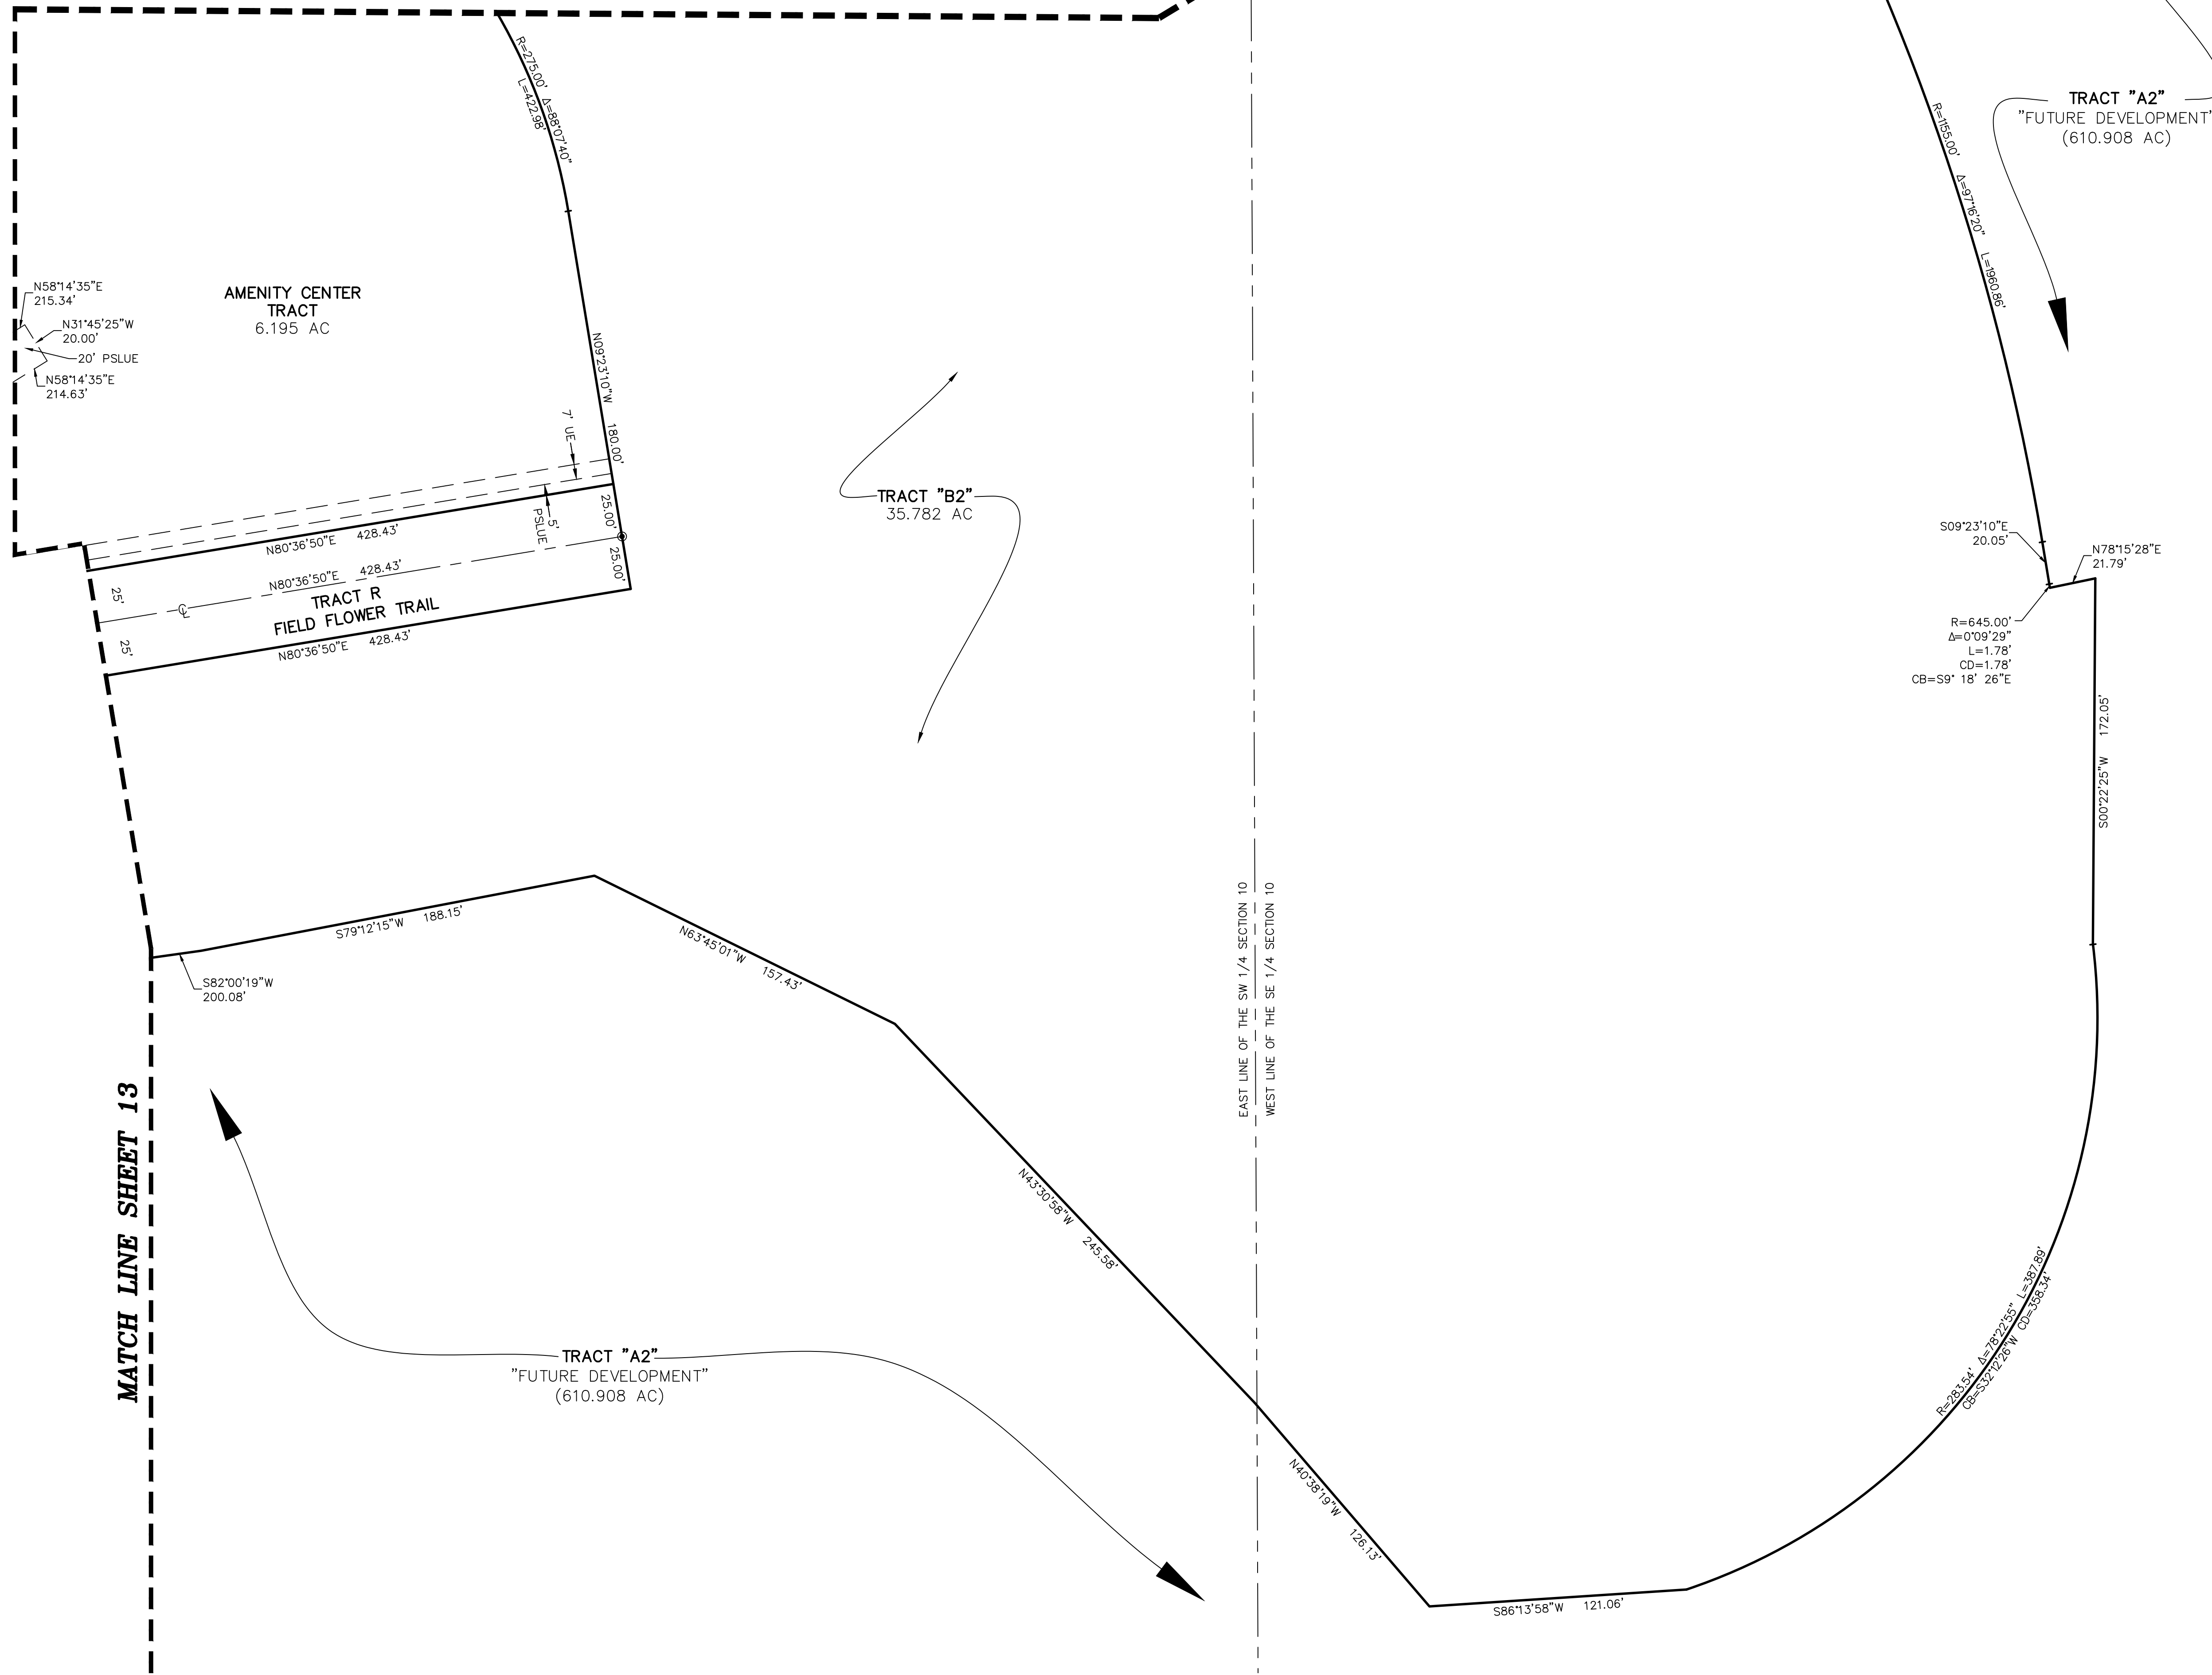 R=275.00' Δ=88°07'40"
L=422.98'
R=1155.00' Δ=97°16'20" L=1960.86'
TRACT "A2"
"FUTURE DEVELOPMENT"
(610.908 AC)
N58°14'35"E
215.34'
N31°45'25"W
20.00'
20' PSLUE
N58°14'35"E
214.63'
AMENITY CENTER
TRACT
6.195 AC
N09°23'10"W 180.00'
7' UE
5'
PSLUE
25.00'
25.00'
N80°36'50"E 428.43'
N80°36'50"E 428.43'
25'
25'
℄
TRACT R
FIELD FLOWER TRAIL
N80°36'50"E 428.43'
TRACT "B2"
35.782 AC
S09°23'10"E
20.05'
N78°15'28"E
21.79'
R=645.00'
Δ=0°09'29"
L=1.78'
CD=1.78'
CB=S9° 18' 26"E
S00°22'25"W 172.05'
S79°12'15"W 188.15'
S82°00'19"W
200.08'
N63°45'01"W 157.43'
EAST LINE OF THE SW 1/4 SECTION 10
WEST LINE OF THE SE 1/4 SECTION 10
MATCH LINE SHEET 13
N43°30'58"W 245.58'
TRACT "A2"
"FUTURE DEVELOPMENT"
(610.908 AC)
R=283.54' Δ=78°22'55" L=387.89'
CB=S32°12'26"W CD=358.34'
N40°38'19"W 126.13'
S86°13'58"W 121.06'